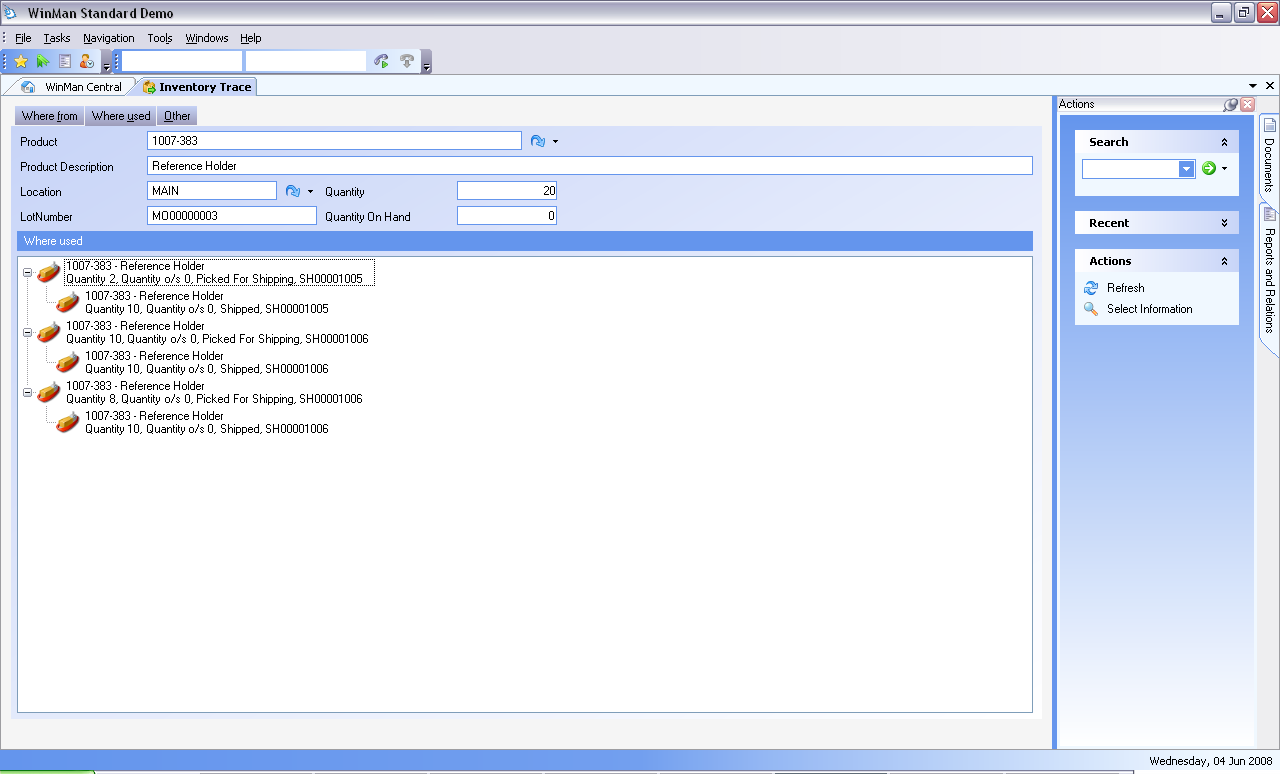 WinMan Standard Demo
File Tasks Navigation Tools Windows Help
WinMan Central Inventory Trace
Where from Where used Other
Product 1007-383
Product Description Reference Holder
Location MAIN Quantity 20
LotNumber MO00000003 Quantity On Hand 0
Where used
1007-383 - Reference Holder
Quantity 2, Quantity o/s 0, Picked For Shipping, SH00001005
1007-383 - Reference Holder
Quantity 10, Quantity o/s 0, Shipped, SH00001005
1007-383 - Reference Holder
Quantity 10, Quantity o/s 0, Picked For Shipping, SH00001006
1007-383 - Reference Holder
Quantity 10, Quantity o/s 0, Shipped, SH00001006
1007-383 - Reference Holder
Quantity 8, Quantity o/s 0, Picked For Shipping, SH00001006
1007-383 - Reference Holder
Quantity 10, Quantity o/s 0, Shipped, SH00001006
Actions
Search
Recent
Actions
Refresh
Select Information
Documents
Reports and Relations
Wednesday, 04 Jun 2008